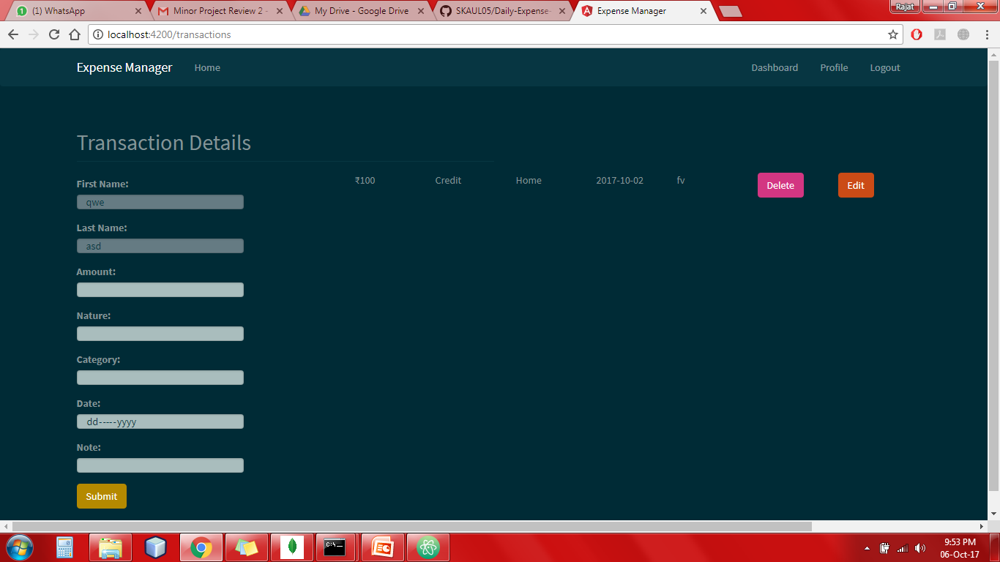 (1) WhatsApp
Minor Project Review 2 -
My Drive - Google Drive
SKAUL05/Daily-Expense-
Expense Manager
Rajat
localhost:4200/transactions
Expense Manager Home Dashboard Profile Logout
Transaction Details
First Name:
qwe
₹100 Credit Home 2017-10-02 fv Delete Edit
Last Name:
asd
Amount:
Nature:
Category:
Date:
dd-----yyyy
Note:
Submit
C:\_
9:53 PM
06-Oct-17